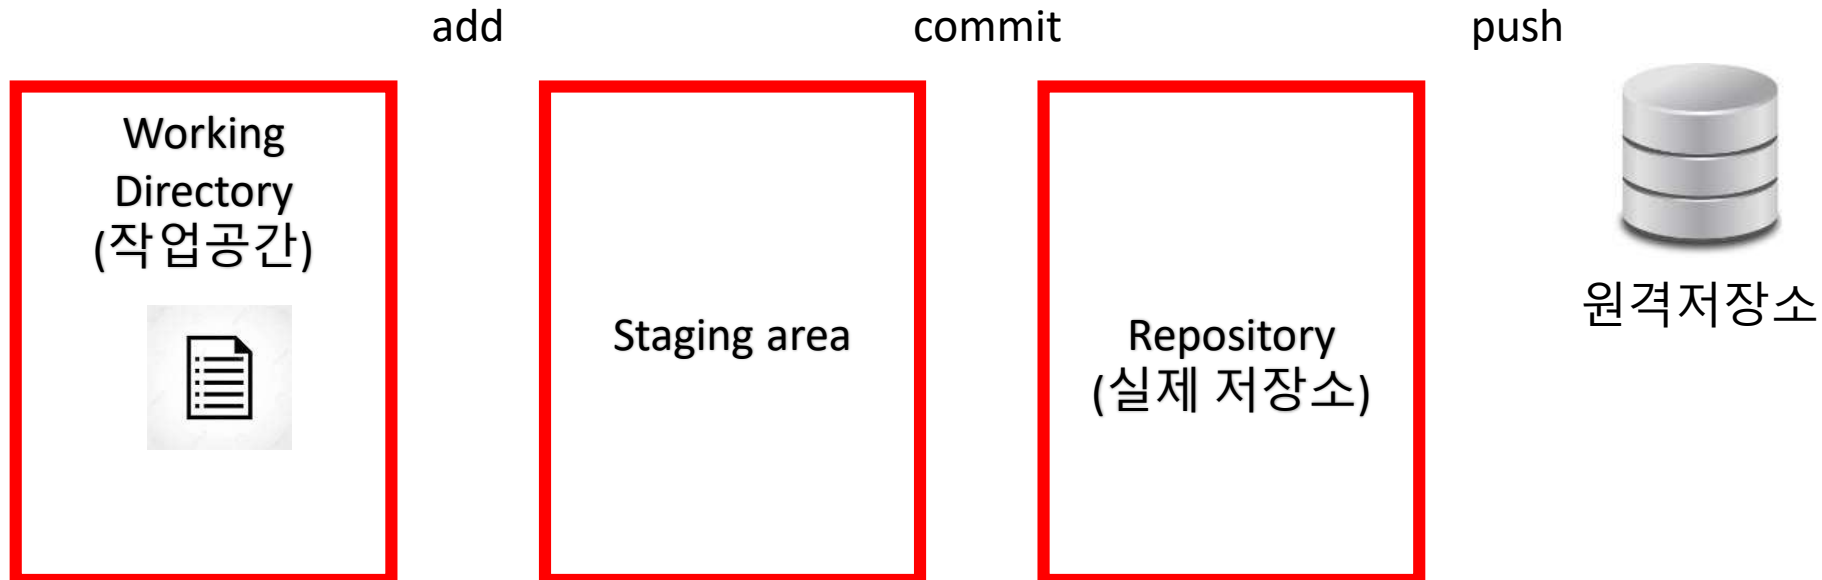 add
commit
push
Working
Directory
(작업공간)
Staging area
Repository
(실제 저장소)
원격저장소